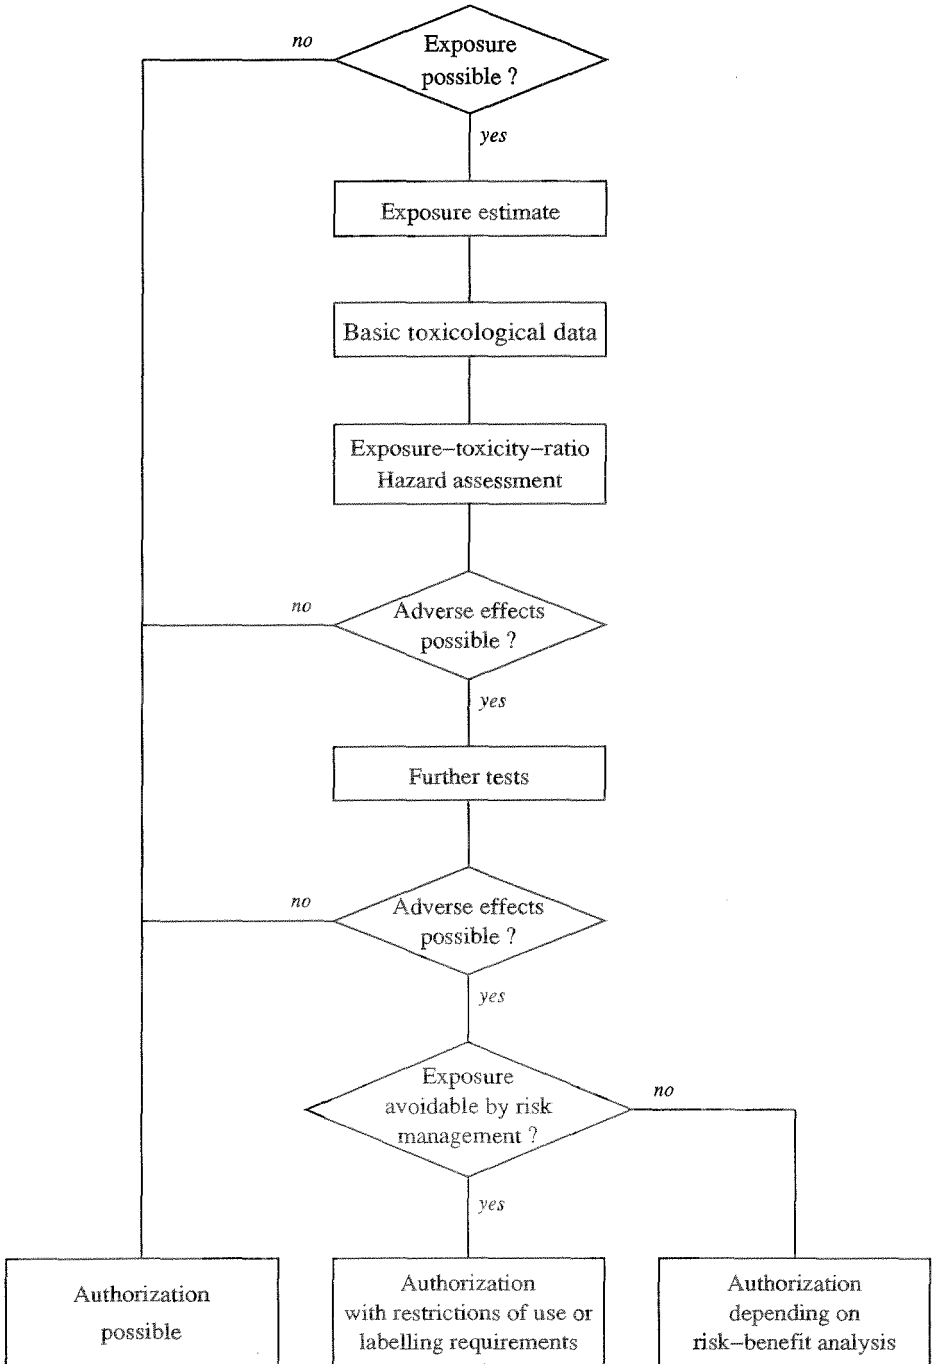 no
Exposure
possible ?
yes
Exposure estimate
Basic toxicological data
Exposure–toxicity–ratio
Hazard assessment
no
Adverse effects
possible ?
yes
Further tests
no
Adverse effects
possible ?
yes
Exposure
avoidable by risk
management ?
no
yes
Authorization
possible
Authorization
with restrictions of use or
labelling requirements
Authorization
depending on
risk–benefit analysis